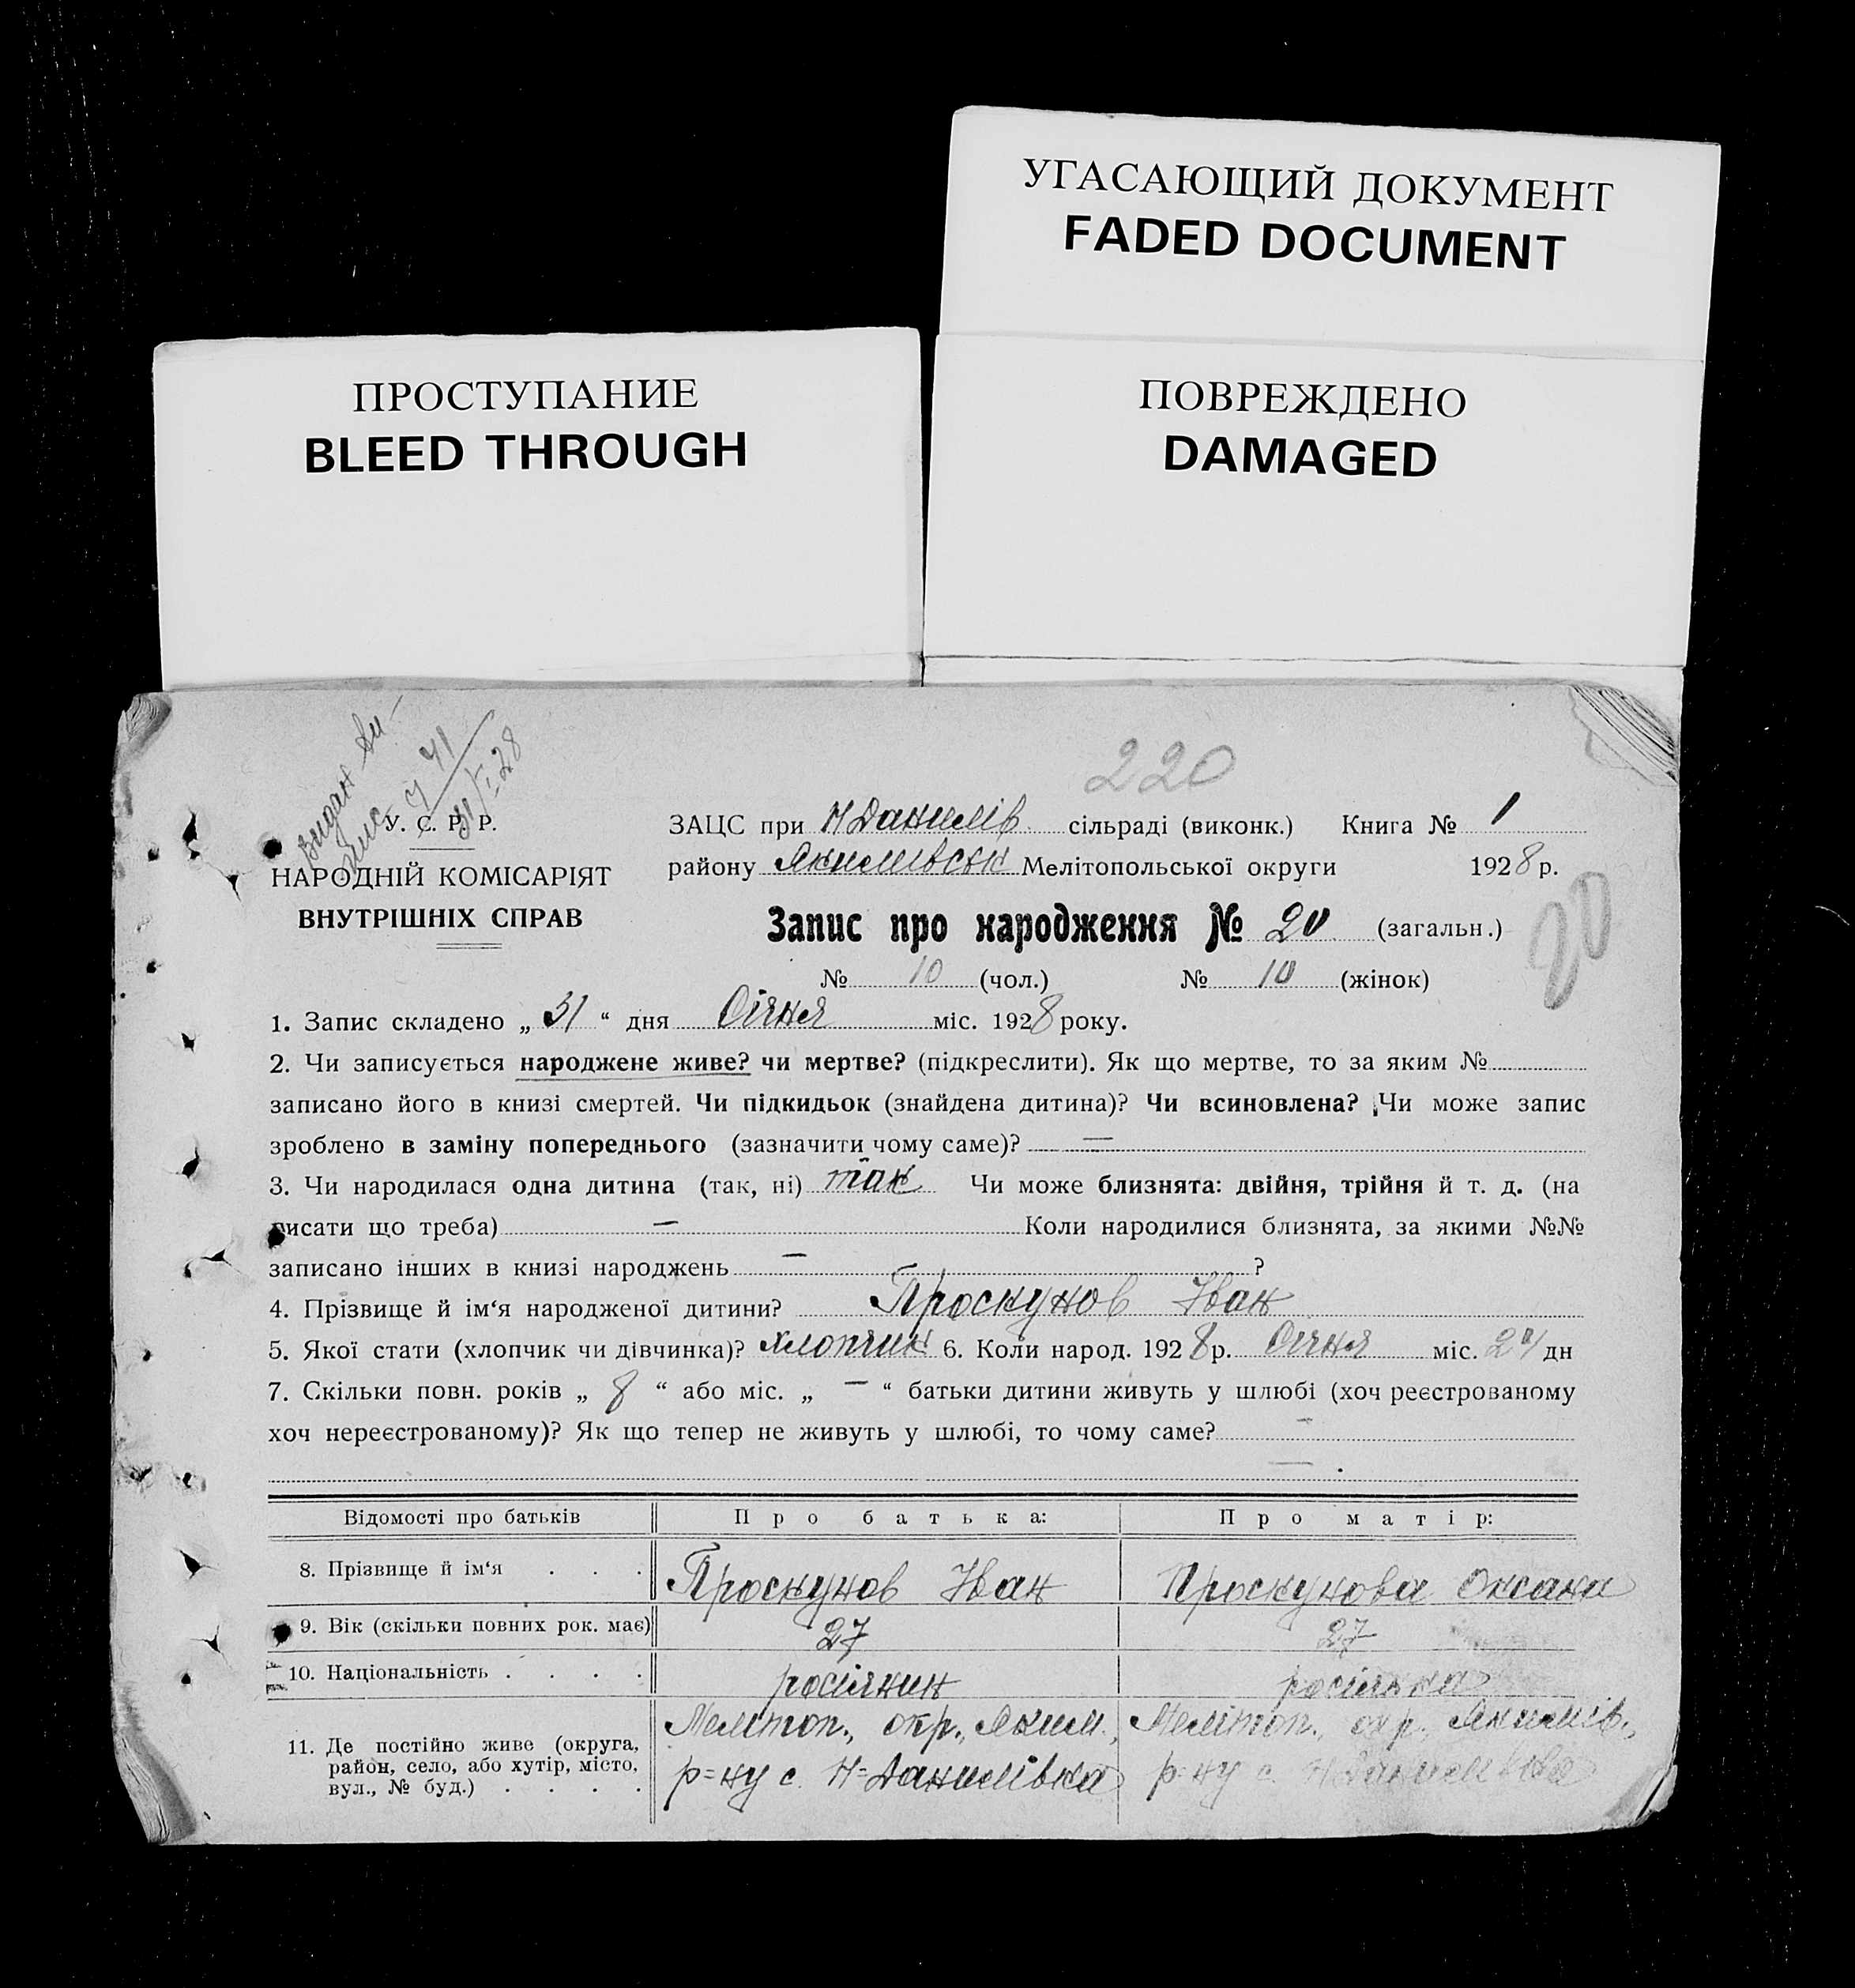 УГАСАЮЩИЙ ДОКУМЕНТ
FADED DOCUMENT
ПРОСТУПАНИЕ
BLEED THROUGH
ПОВРЕЖДЕНО
DAMAGED
220
Видан
У. С. Р. Р.
НАРОДНІЙ КОМІСАРІЯТ
ВНУТРІШНІХ СПРАВ
ЗАЦС при Н Данилів сільраді (виконк.) Книга № 1
району Якимівськ Мелітопольської округи 1928 р.
Запис про народження № 20 (загальн.)
20
№ 10 (чол.) № 10 (жінок)
1. Запис складено „ 31 “ дня Січня міс. 1928 року.
2. Чи записується народжене живе? чи мертве? (підкреслити). Як що мертве, то за яким №
записано його в книзі смертей. Чи підкидьок (знайдена дитина)? Чи всиновлена? Чи може запис
зроблено в заміну попереднього (зазначити чому саме)? —
3. Чи народилася одна дитина (так, ні) так Чи може близнята: двійня, трійня й т. д. (на
писати що треба) — Коли народилися близнята, за якими №№
записано інших в книзі народжень — ?
4. Прізвище й ім‘я народженої дитини? Проскунов Іван
5. Якої стати (хлопчик чи дівчинка)? хлопчик 6. Коли народ. 1928 р. Січня міс. дн
7. Скільки повн. років „ 8 “ або міс. „ — “ батьки дитини живуть у шлюбі (хоч реєстрованому
хоч нереєстрованому)? Як що тепер не живуть у шлюбі, то чому саме? —
— .
Відомості про батьків Про батька: Про матір:
8. Прізвище й ім‘я . . . Проскунов Іван Проскунова Оксана
9. Вік (скільки повних рок. має) 27 27
10. Національність . . . . росіянин росіянка
11. Де постійно живе (округа, район, село, або хутір, місто, вул., № буд.) . . . . Меліт­оп., окр., Яким., р=ну с. Н=Данилівка Мелітоп., окр., Якимів., р=ну с. Н Данилівка